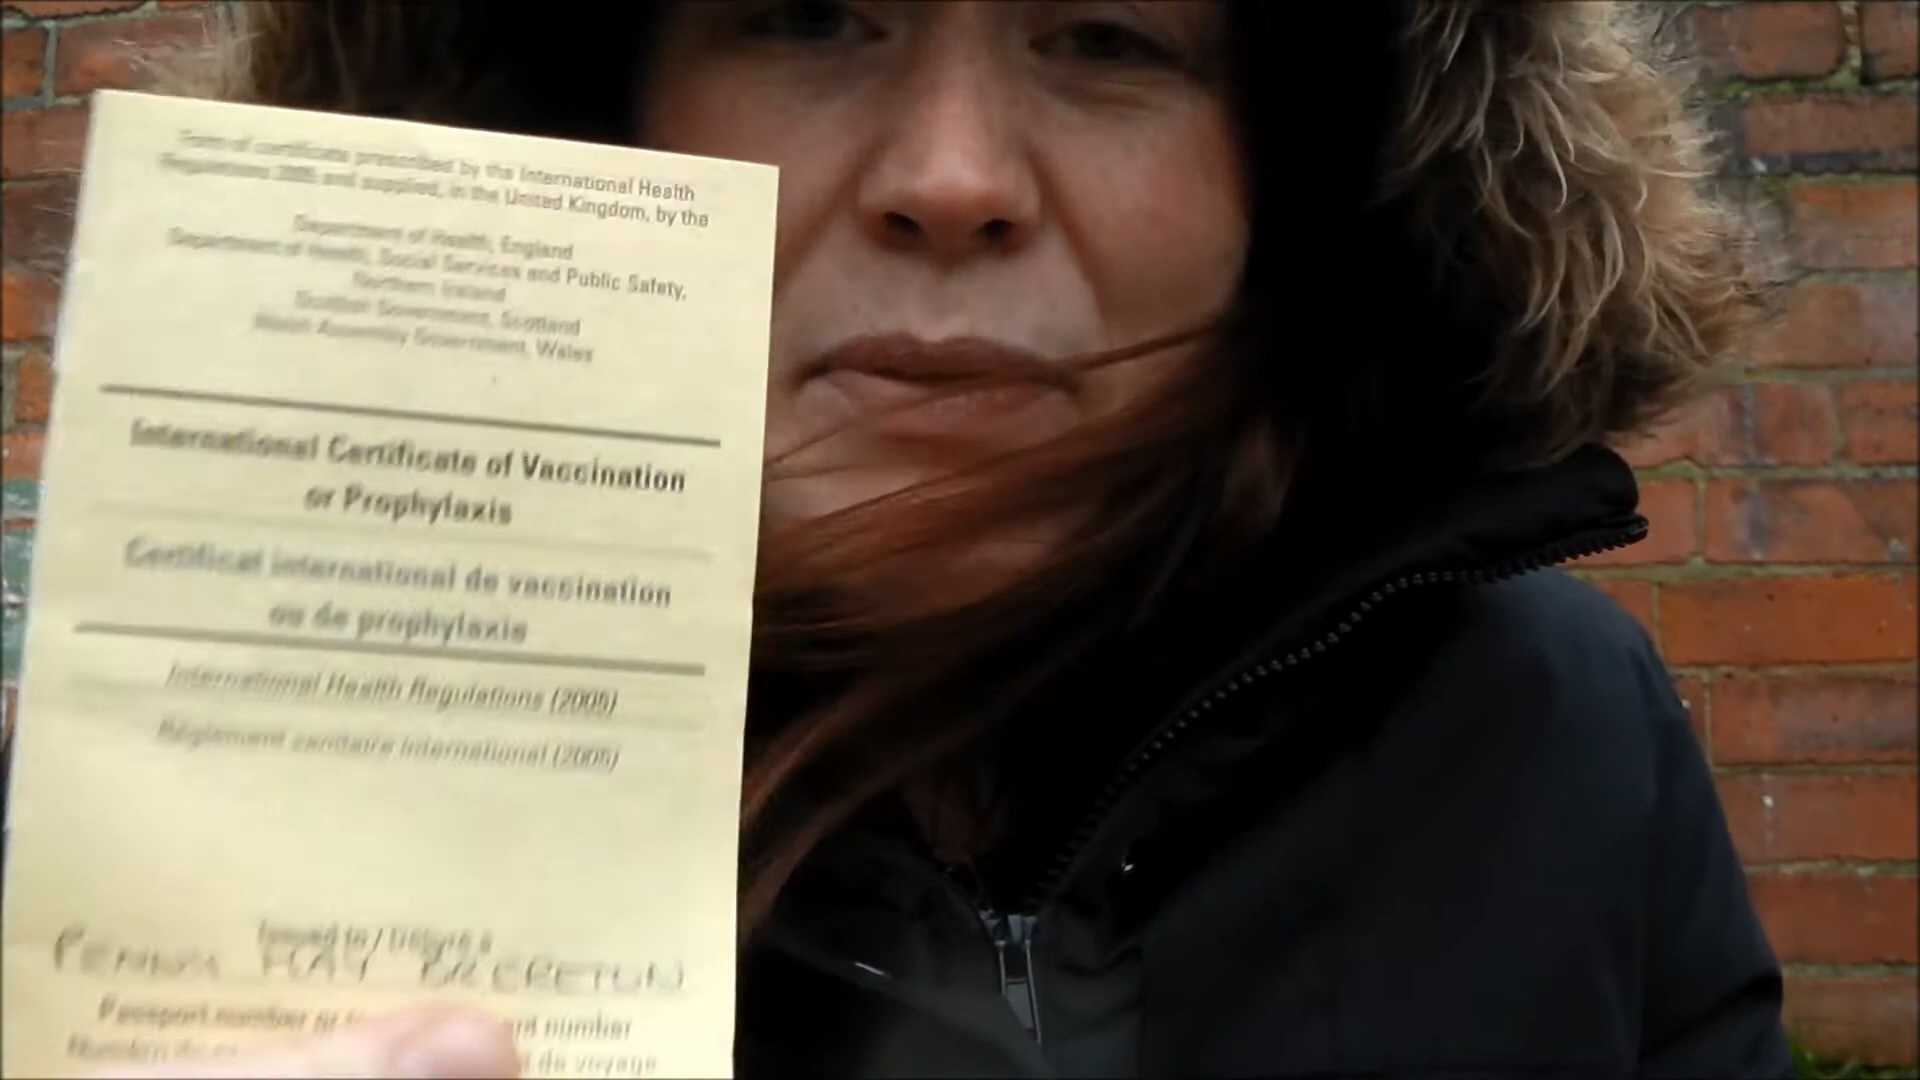 Form of certificate prescribed by the International Health
Regulations 2005 and supplied, in the United Kingdom, by the
Department of Health, England
Department of Health, Social Services and Public Safety,
Northern Ireland
Scottish Government, Scotland
Welsh Assembly Government, Wales
International Certificate of Vaccination
or Prophylaxis
Certificat international de vaccination
ou de prophylaxie
International Health Regulations (2005)
Règlement sanitaire international (2005)
Issued to / Délivré à
Passport number or number
de voyage